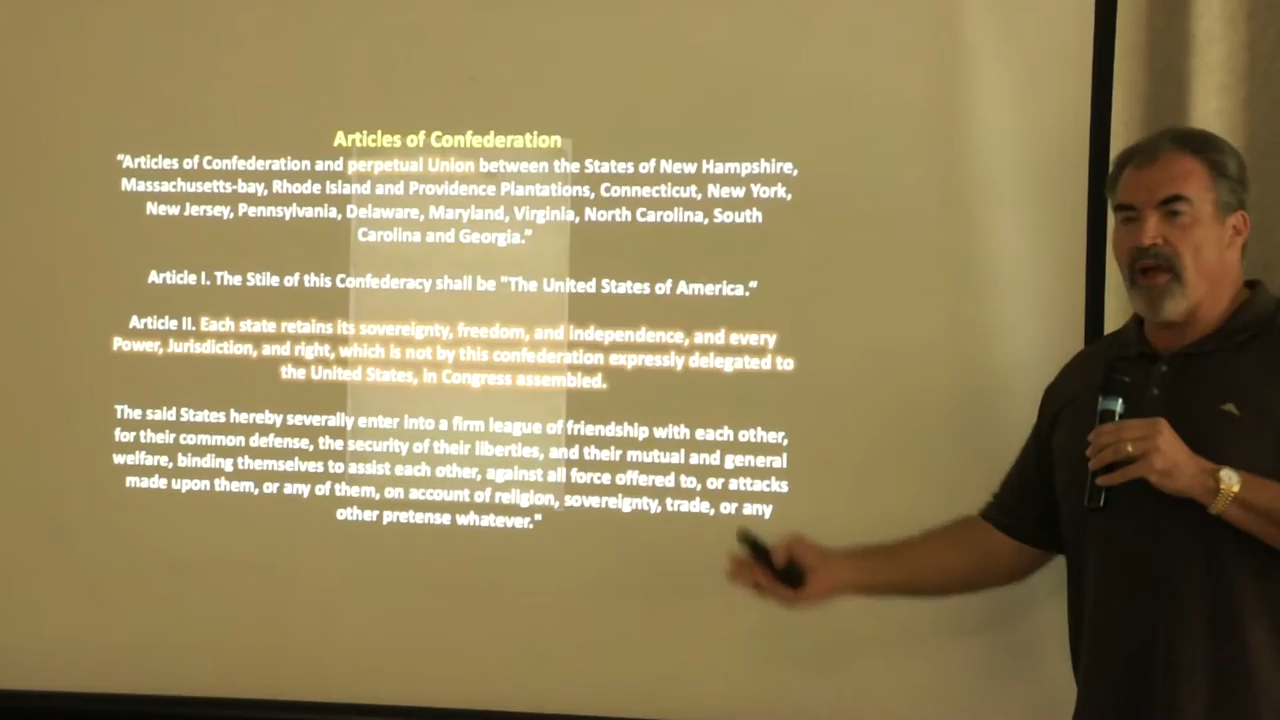 Articles of Confederation
“Articles of Confederation and perpetual Union between the States of New Hampshire,
Massachusetts-bay, Rhode Island and Providence Plantations, Connecticut, New York,
New Jersey, Pennsylvania, Delaware, Maryland, Virginia, North Carolina, South
Carolina and Georgia.”
Article I. The Stile of this Confederacy shall be "The United States of America.“
Article II. Each state retains its sovereignty, freedom, and independence, and every
Power, Jurisdiction, and right, which is not by this confederation expressly delegated to
the United States, in Congress assembled.
The said States hereby severally enter into a firm league of friendship with each other,
for their common defense, the security of their liberties, and their mutual and general
welfare, binding themselves to assist each other, against all force offered to, or attacks
made upon them, or any of them, on account of religion, sovereignty, trade, or any
other pretense whatever."